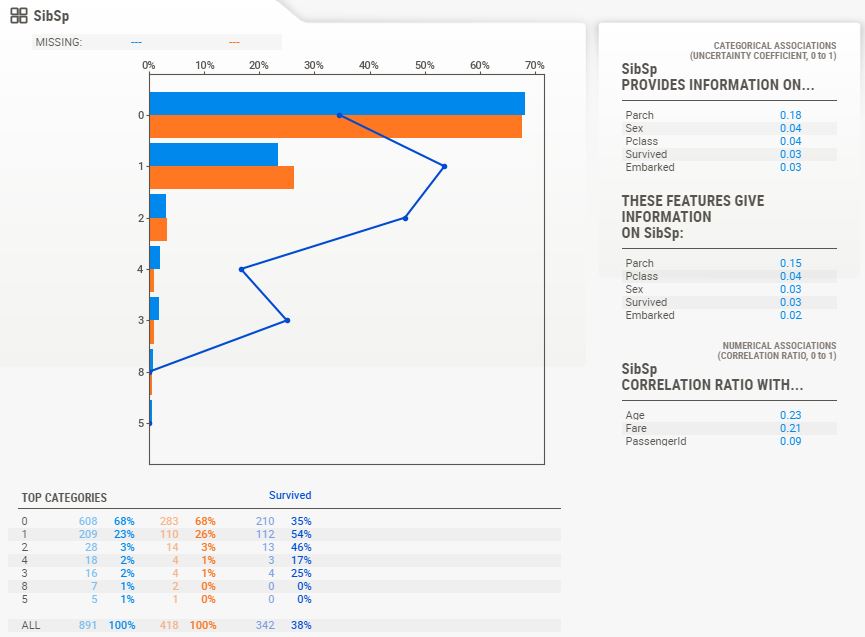 SibSp
MISSING: --- ---
0% 10% 20% 30% 40% 50% 60% 70%
0
1
2
4
3
8
5
CATEGORICAL ASSOCIATIONS
(UNCERTAINTY COEFFICIENT, 0 to 1)
SibSp
PROVIDES INFORMATION ON...
Parch 0.18
Sex 0.04
Pclass 0.04
Survived 0.03
Embarked 0.03
THESE FEATURES GIVE
INFORMATION
ON SibSp:
Parch 0.15
Pclass 0.04
Sex 0.03
Survived 0.03
Embarked 0.02
NUMERICAL ASSOCIATIONS
(CORRELATION RATIO, 0 to 1)
SibSp
CORRELATION RATIO WITH...
Age 0.23
Fare 0.21
PassengerId 0.09
TOP CATEGORIES Survived
0 608 68% 283 68% 210 35%
1 209 23% 110 26% 112 54%
2 28 3% 14 3% 13 46%
4 18 2% 4 1% 3 17%
3 16 2% 4 1% 4 25%
8 7 1% 2 0% 0 0%
5 5 1% 1 0% 0 0%
ALL 891 100% 418 100% 342 38%